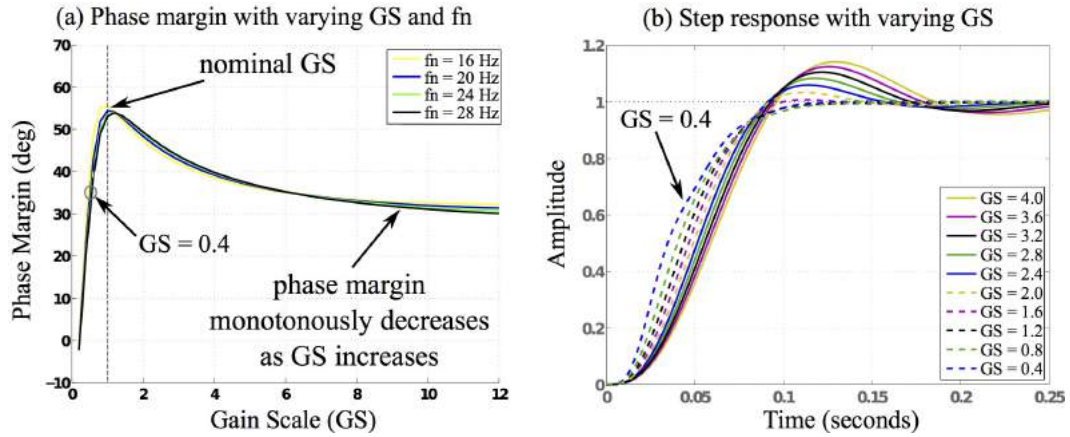 (a) Phase margin with varying GS and fn
70
60
50
40
30
20
10
0
−10
0
2
4
6
8
10
12
Phase Margin (deg)
Gain Scale (GS)
nominal GS
GS = 0.4
phase margin
monotonously decreases
as GS increases
fn = 16 Hz
fn = 20 Hz
fn = 24 Hz
fn = 28 Hz
(b) Step response with varying GS
1.2
1
0.8
0.6
0.4
0.2
0
0
0.05
0.1
0.15
0.2
0.25
Amplitude
Time (seconds)
GS = 0.4
GS = 4.0
GS = 3.6
GS = 3.2
GS = 2.8
GS = 2.4
GS = 2.0
GS = 1.6
GS = 1.2
GS = 0.8
GS = 0.4